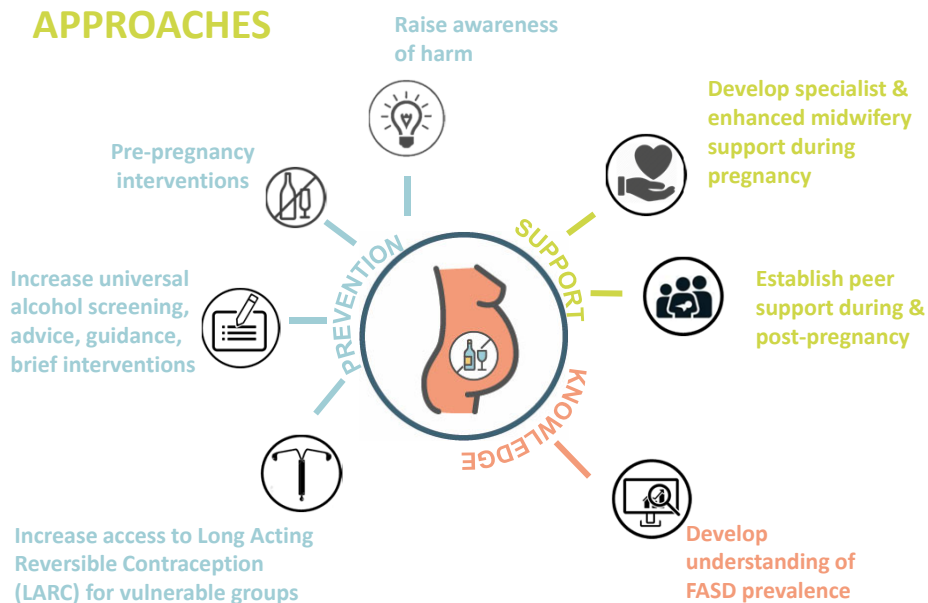 APPROACHES
Raise awareness
of harm
Pre-pregnancy
interventions
Increase universal
alcohol screening,
advice, guidance,
brief interventions
Increase access to Long Acting
Reversible Contraception
(LARC) for vulnerable groups
PREVENTION
SUPPORT
KNOWLEDGE
Develop specialist &
enhanced midwifery
support during
pregnancy
Establish peer
support during &
post-pregnancy
Develop
understanding of
FASD prevalence